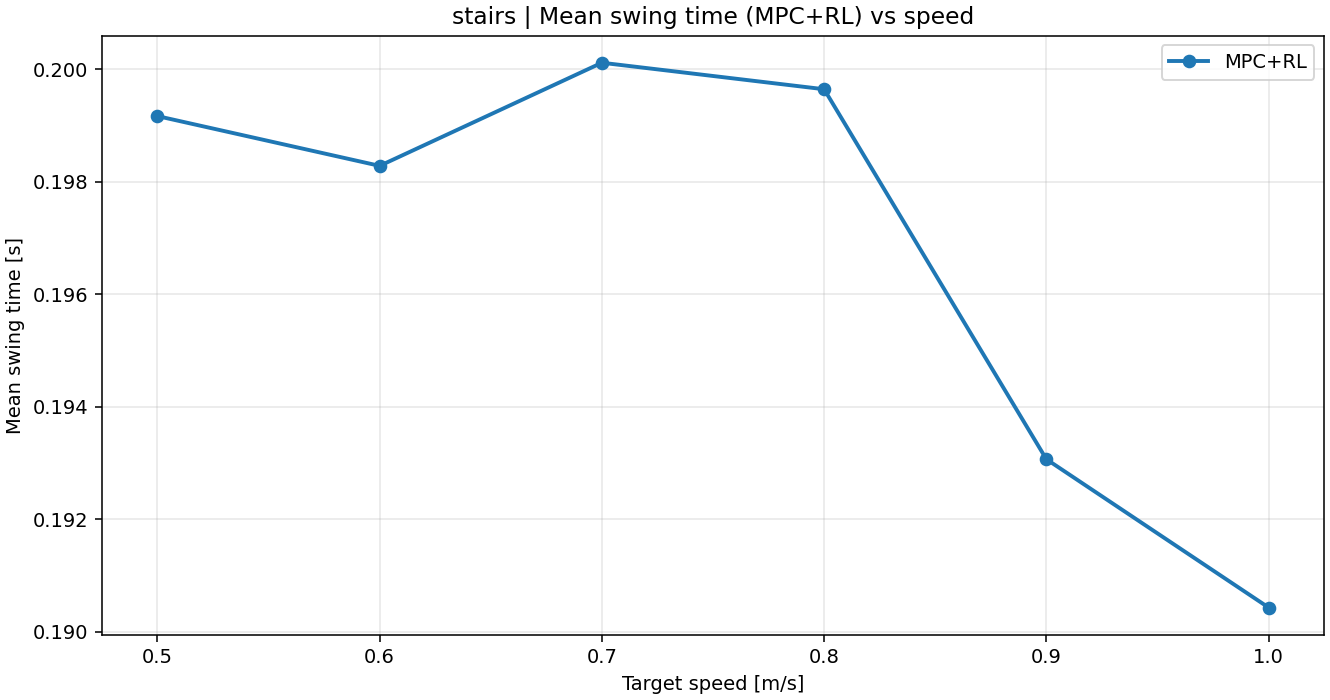 stairs | Mean swing time (MPC+RL) vs speed
MPC+RL
Mean swing time [s]
0.200
0.198
0.196
0.194
0.192
0.190
0.5 0.6 0.7 0.8 0.9 1.0
Target speed [m/s]